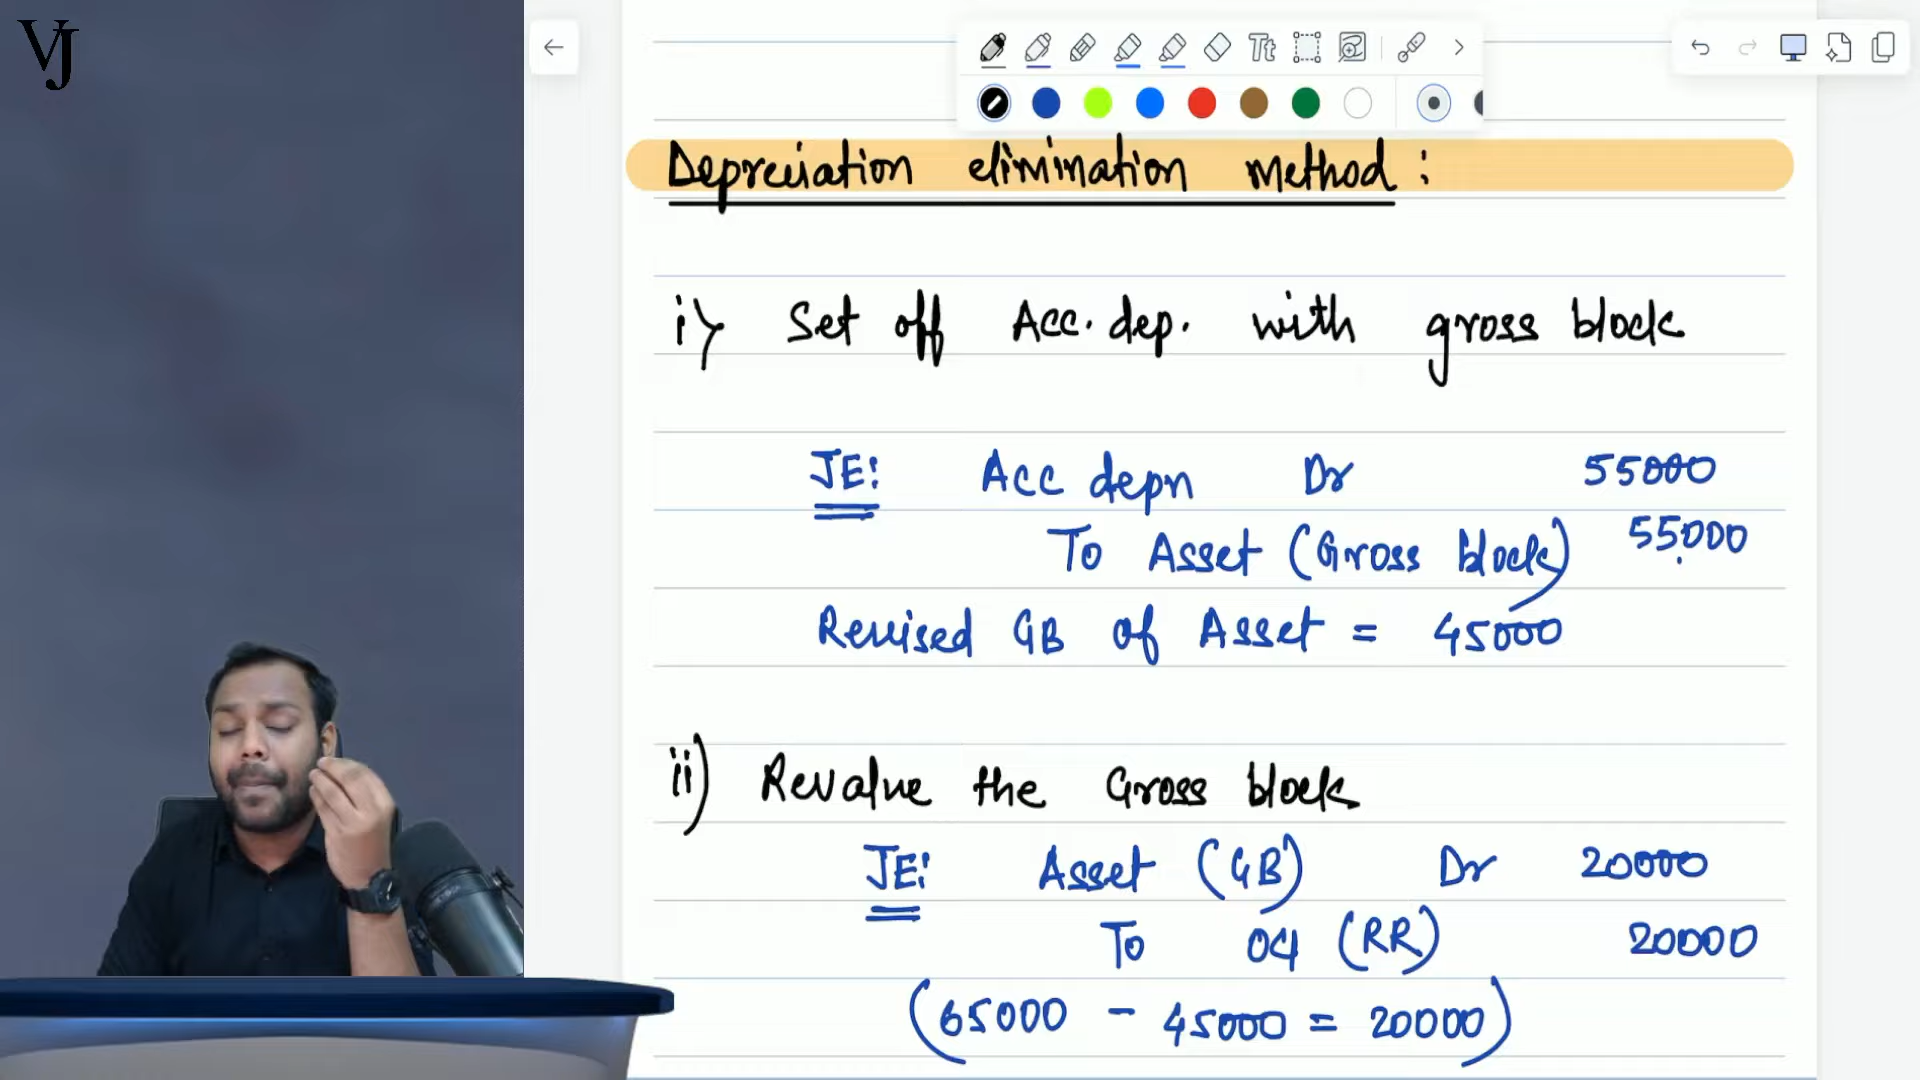 VJ
Tt
Depreciation elimination method :
i) Set off Acc. dep. with gross block
JE: Acc depn Dr 55000
To Asset (Gross block) 55000
Revised GB of Asset = 45000
ii) Revalue the Gross block
JE: Asset (GB) Dr 20000
To OCI (RR) 20000
(65000 - 45000 = 20000)